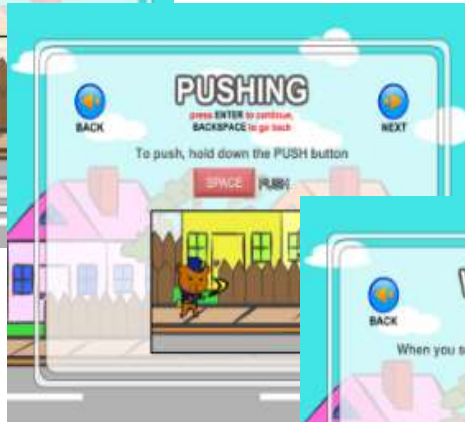 PUSHING
press ENTER to continue,
BACKSPACE to go back
BACK
NEXT
To push, hold down the PUSH button
SPACE PUSH
BACK
When you